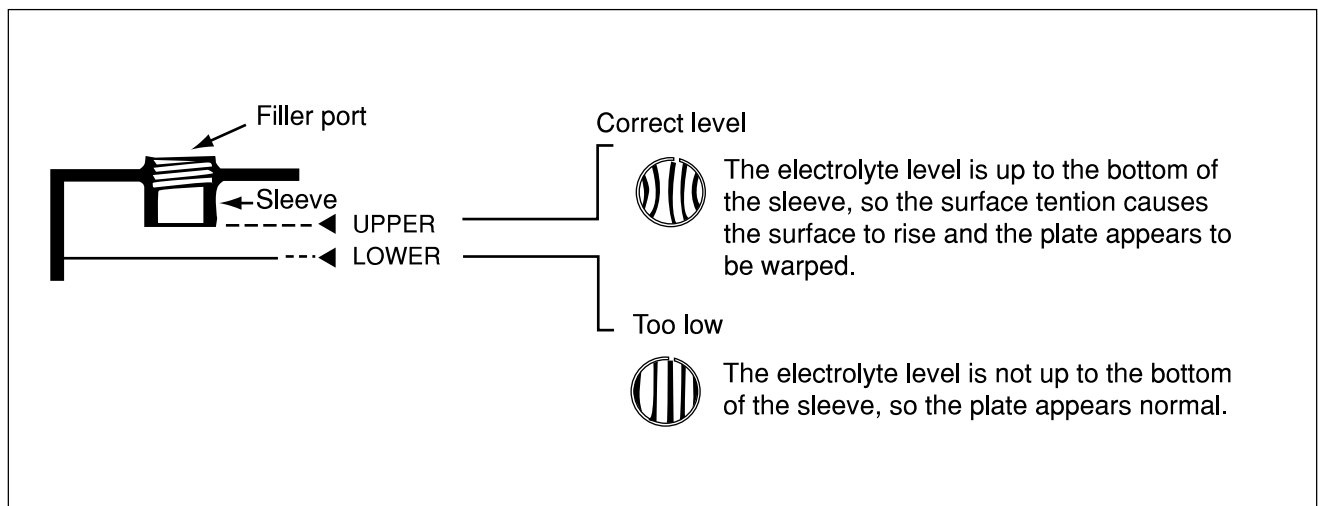 Filler port
Sleeve
UPPER
LOWER
Correct level
The electrolyte level is up to the bottom of
the sleeve, so the surface tention causes
the surface to rise and the plate appears to
be warped.
Too low
The electrolyte level is not up to the bottom
of the sleeve, so the plate appears normal.